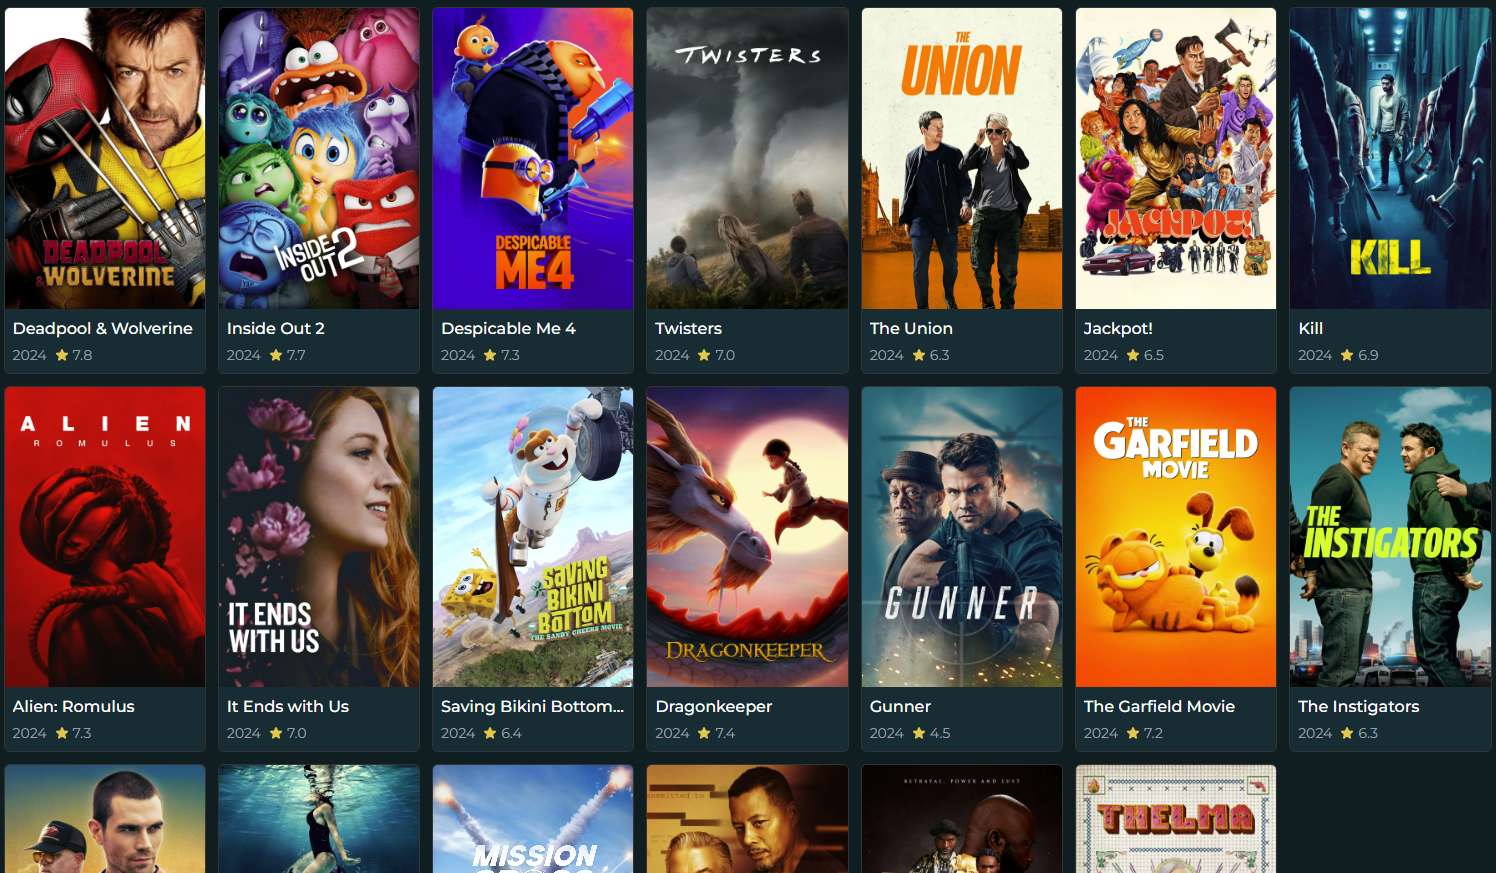 DEADPOOL
& WOLVERINE
INSIDE
OUT 2
DESPICABLE
ME 4
TWISTERS
THE
UNION
JACKPOT!
KILL
Deadpool & Wolverine
2024 7.8
Inside Out 2
2024 7.7
Despicable Me 4
2024 7.3
Twisters
2024 7.0
The Union
2024 6.3
Jackpot!
2024 6.5
Kill
2024 6.9
ALIEN
ROMULUS
IT ENDS
WITH US
SAVING
BIKINI
BOTTOM
THE SANDY CHEEKS MOVIE
DRAGONKEEPER
GUNNER
THE
GARFIELD
MOVIE
THE
INSTIGATORS
Alien: Romulus
2024 7.3
It Ends with Us
2024 7.0
Saving Bikini Bottom...
2024 6.4
Dragonkeeper
2024 7.4
Gunner
2024 4.5
The Garfield Movie
2024 7.2
The Instigators
2024 6.3
MISSION
BETRAYAL, POWER AND LUST
THELMA